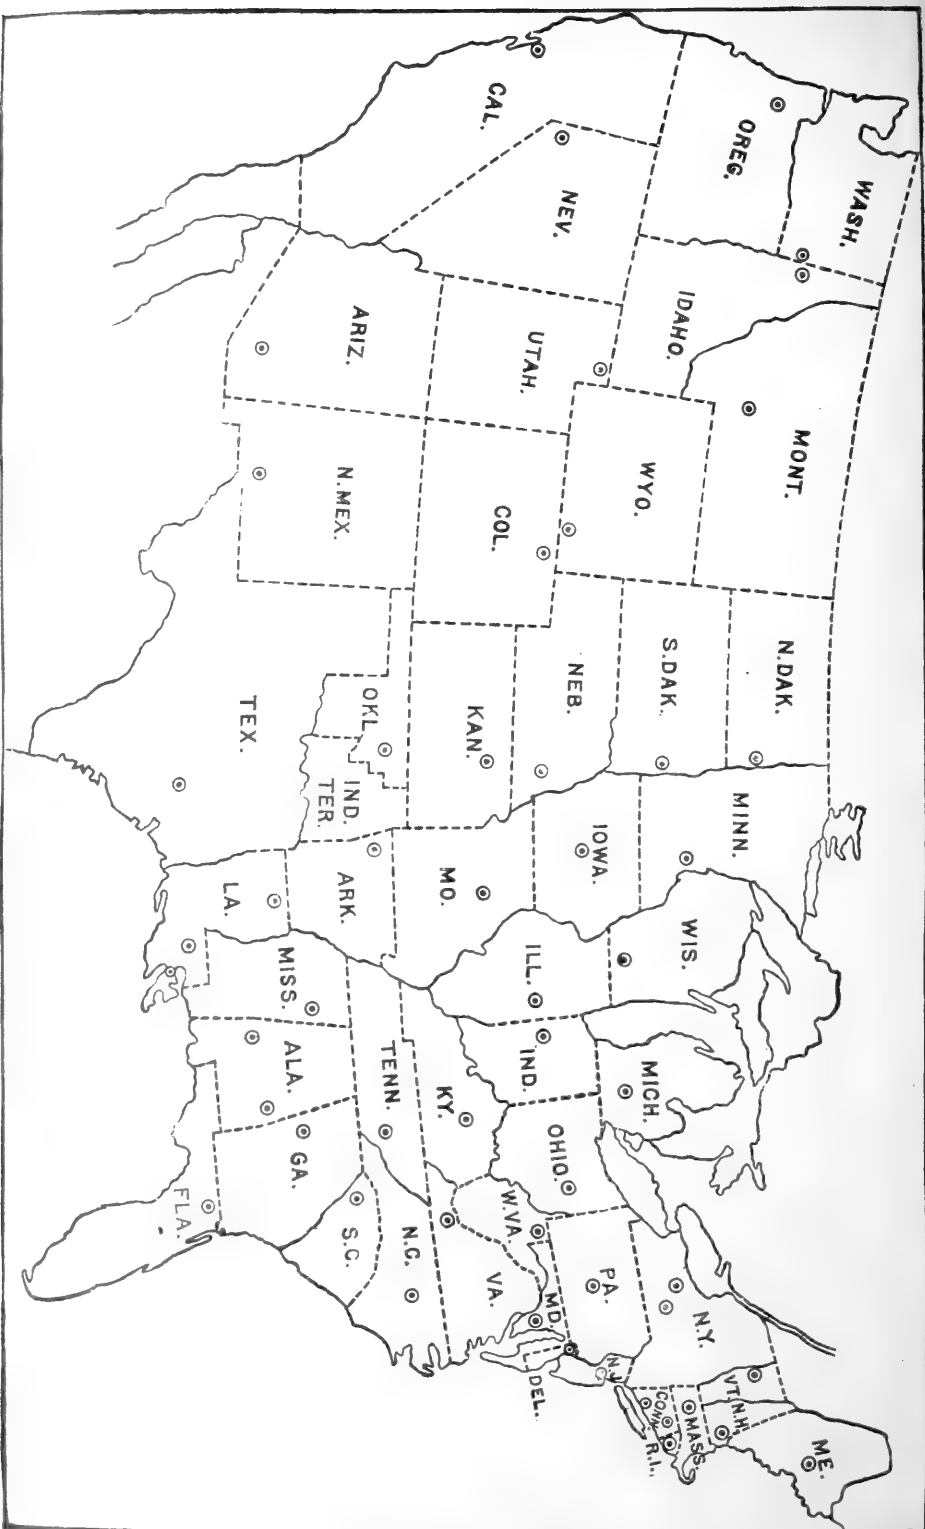 WASH.
OREG.
CAL.
NEV.
IDAHO.
MONT.
WYO.
UTAH.
ARIZ.
COL.
N.MEX.
N.DAK.
S.DAK.
NEB.
KAN.
OKL.
IND.
TER.
TEX.
MINN.
IOWA.
MO.
ARK.
LA.
WIS.
ILL.
MISS.
MICH.
IND.
OHIO.
KY.
TENN.
ALA.
GA.
FLA.
S.C.
N.C.
VA.
W.VA.
MD.
DEL.
PA.
N.J.
N.Y.
VT.
N.H.
MASS.
CONN.
R.I.
ME.